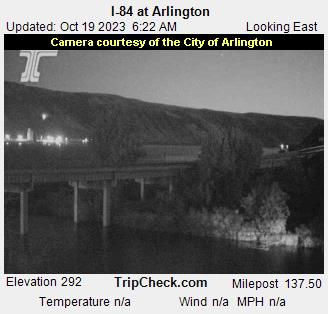 I-84 at Arlington
Updated: Oct 19 2023 6:22 AM Looking East
Camera courtesy of the City of Arlington
Elevation 292 TripCheck.com Milepost 137.50
Temperature n/a Wind n/a MPH n/a